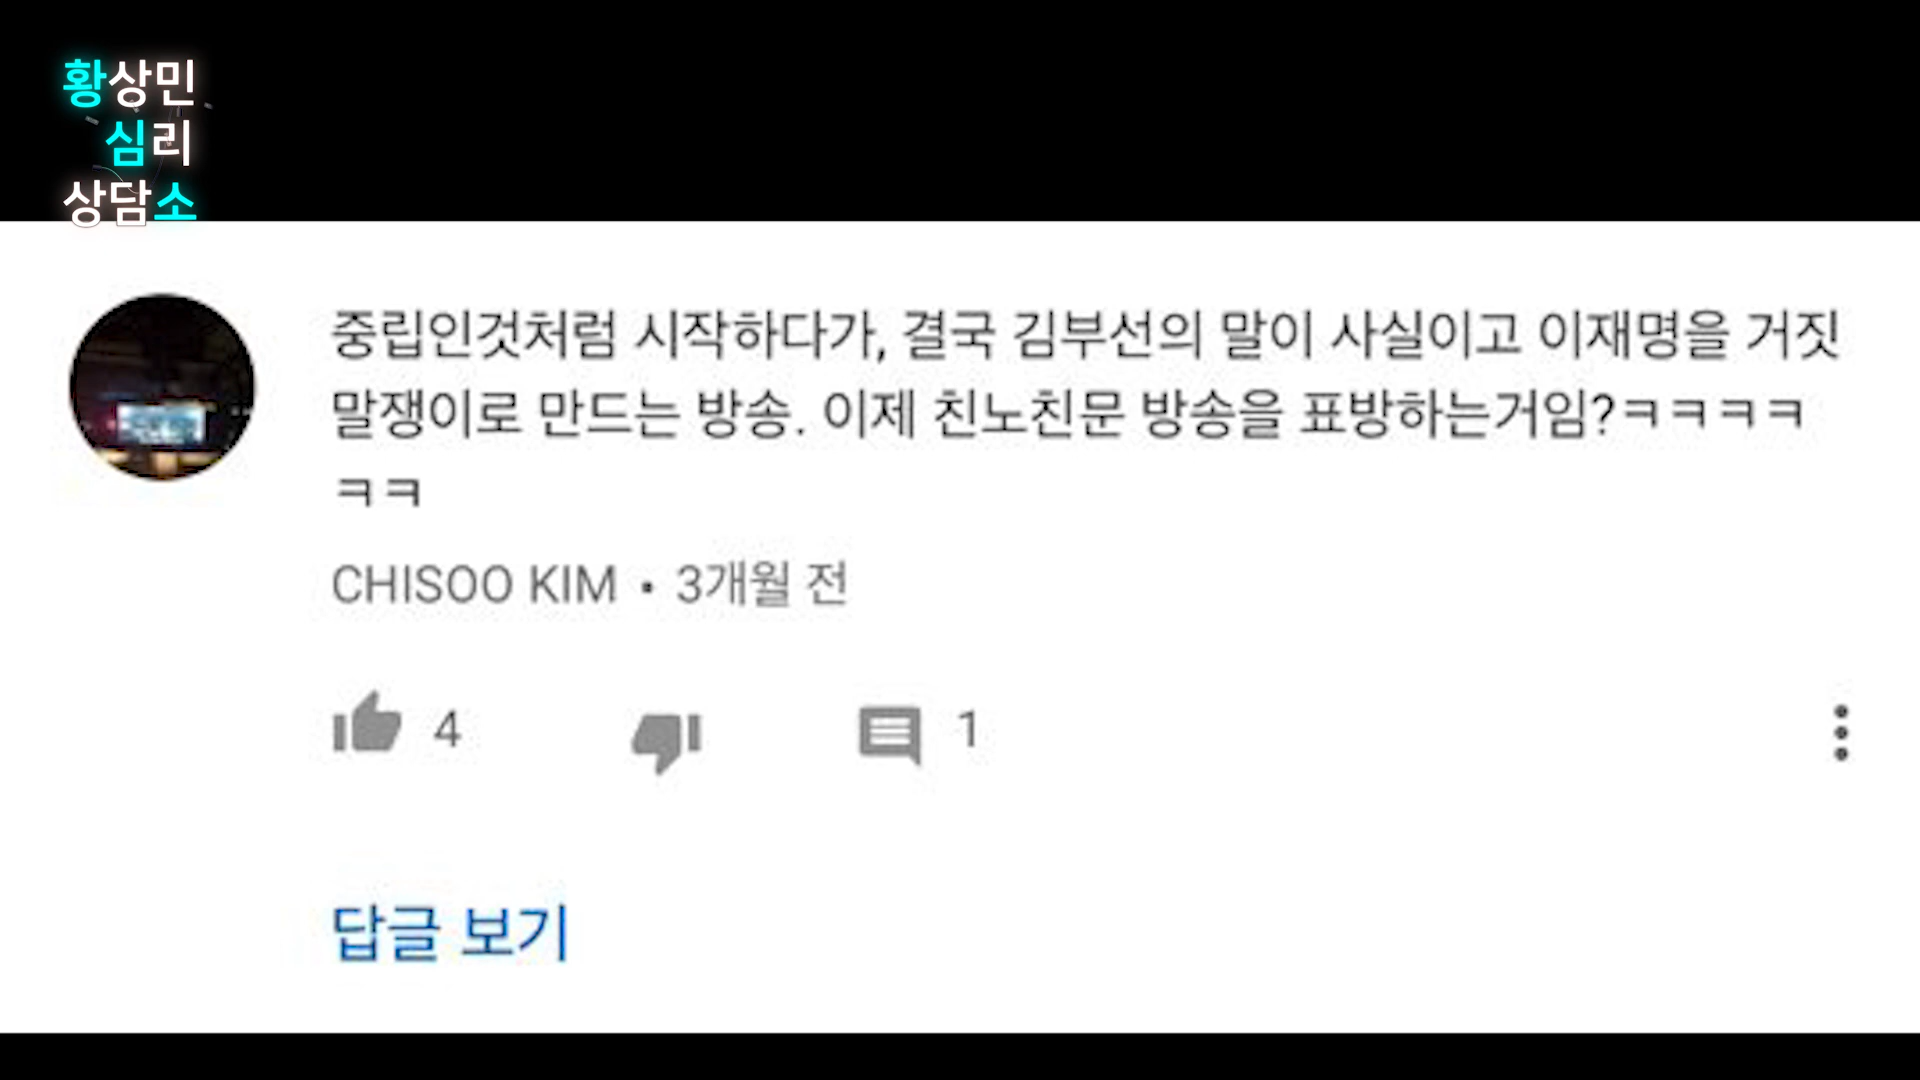 황상민
심리
상담소
중립인것처럼 시작하다가, 결국 김부선의 말이 사실이고 이재명을 거짓
말쟁이로 만드는 방송. 이제 친노친문 방송을 표방하는거임?ㅋㅋㅋㅋ
ㅋㅋ
CHISOO KIM • 3개월 전
4 1
답글 보기